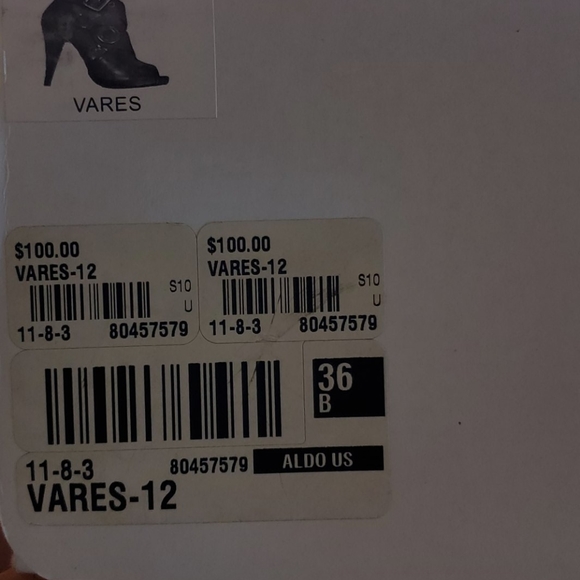 VARES
$100.00
VARES-12
S10
U
11-8-3 80457579
$100.00
VARES-12
S10
U
11-8-3 80457579
36
B
11-8-3 80457579 ALDO US
VARES-12